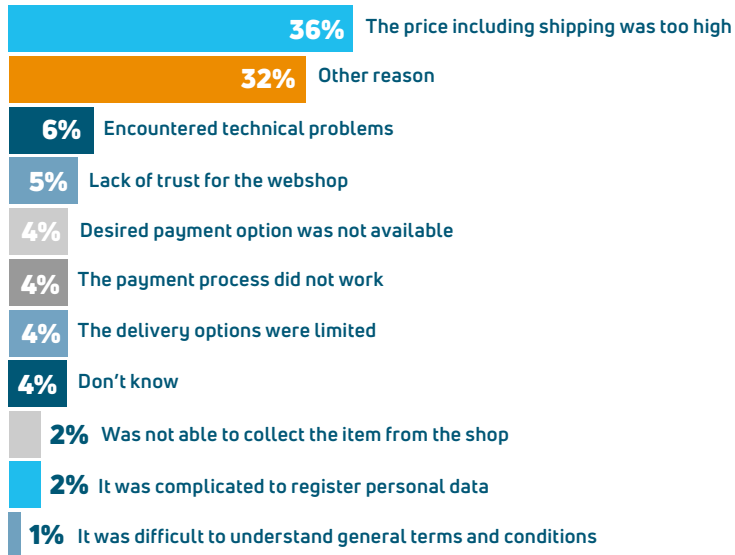 36% The price including shipping was too high
32% Other reason
6% Encountered technical problems
5% Lack of trust for the webshop
4% Desired payment option was not available
4% The payment process did not work
4% The delivery options were limited
4% Don’t know
2% Was not able to collect the item from the shop
2% It was complicated to register personal data
1% It was difficult to understand general terms and conditions